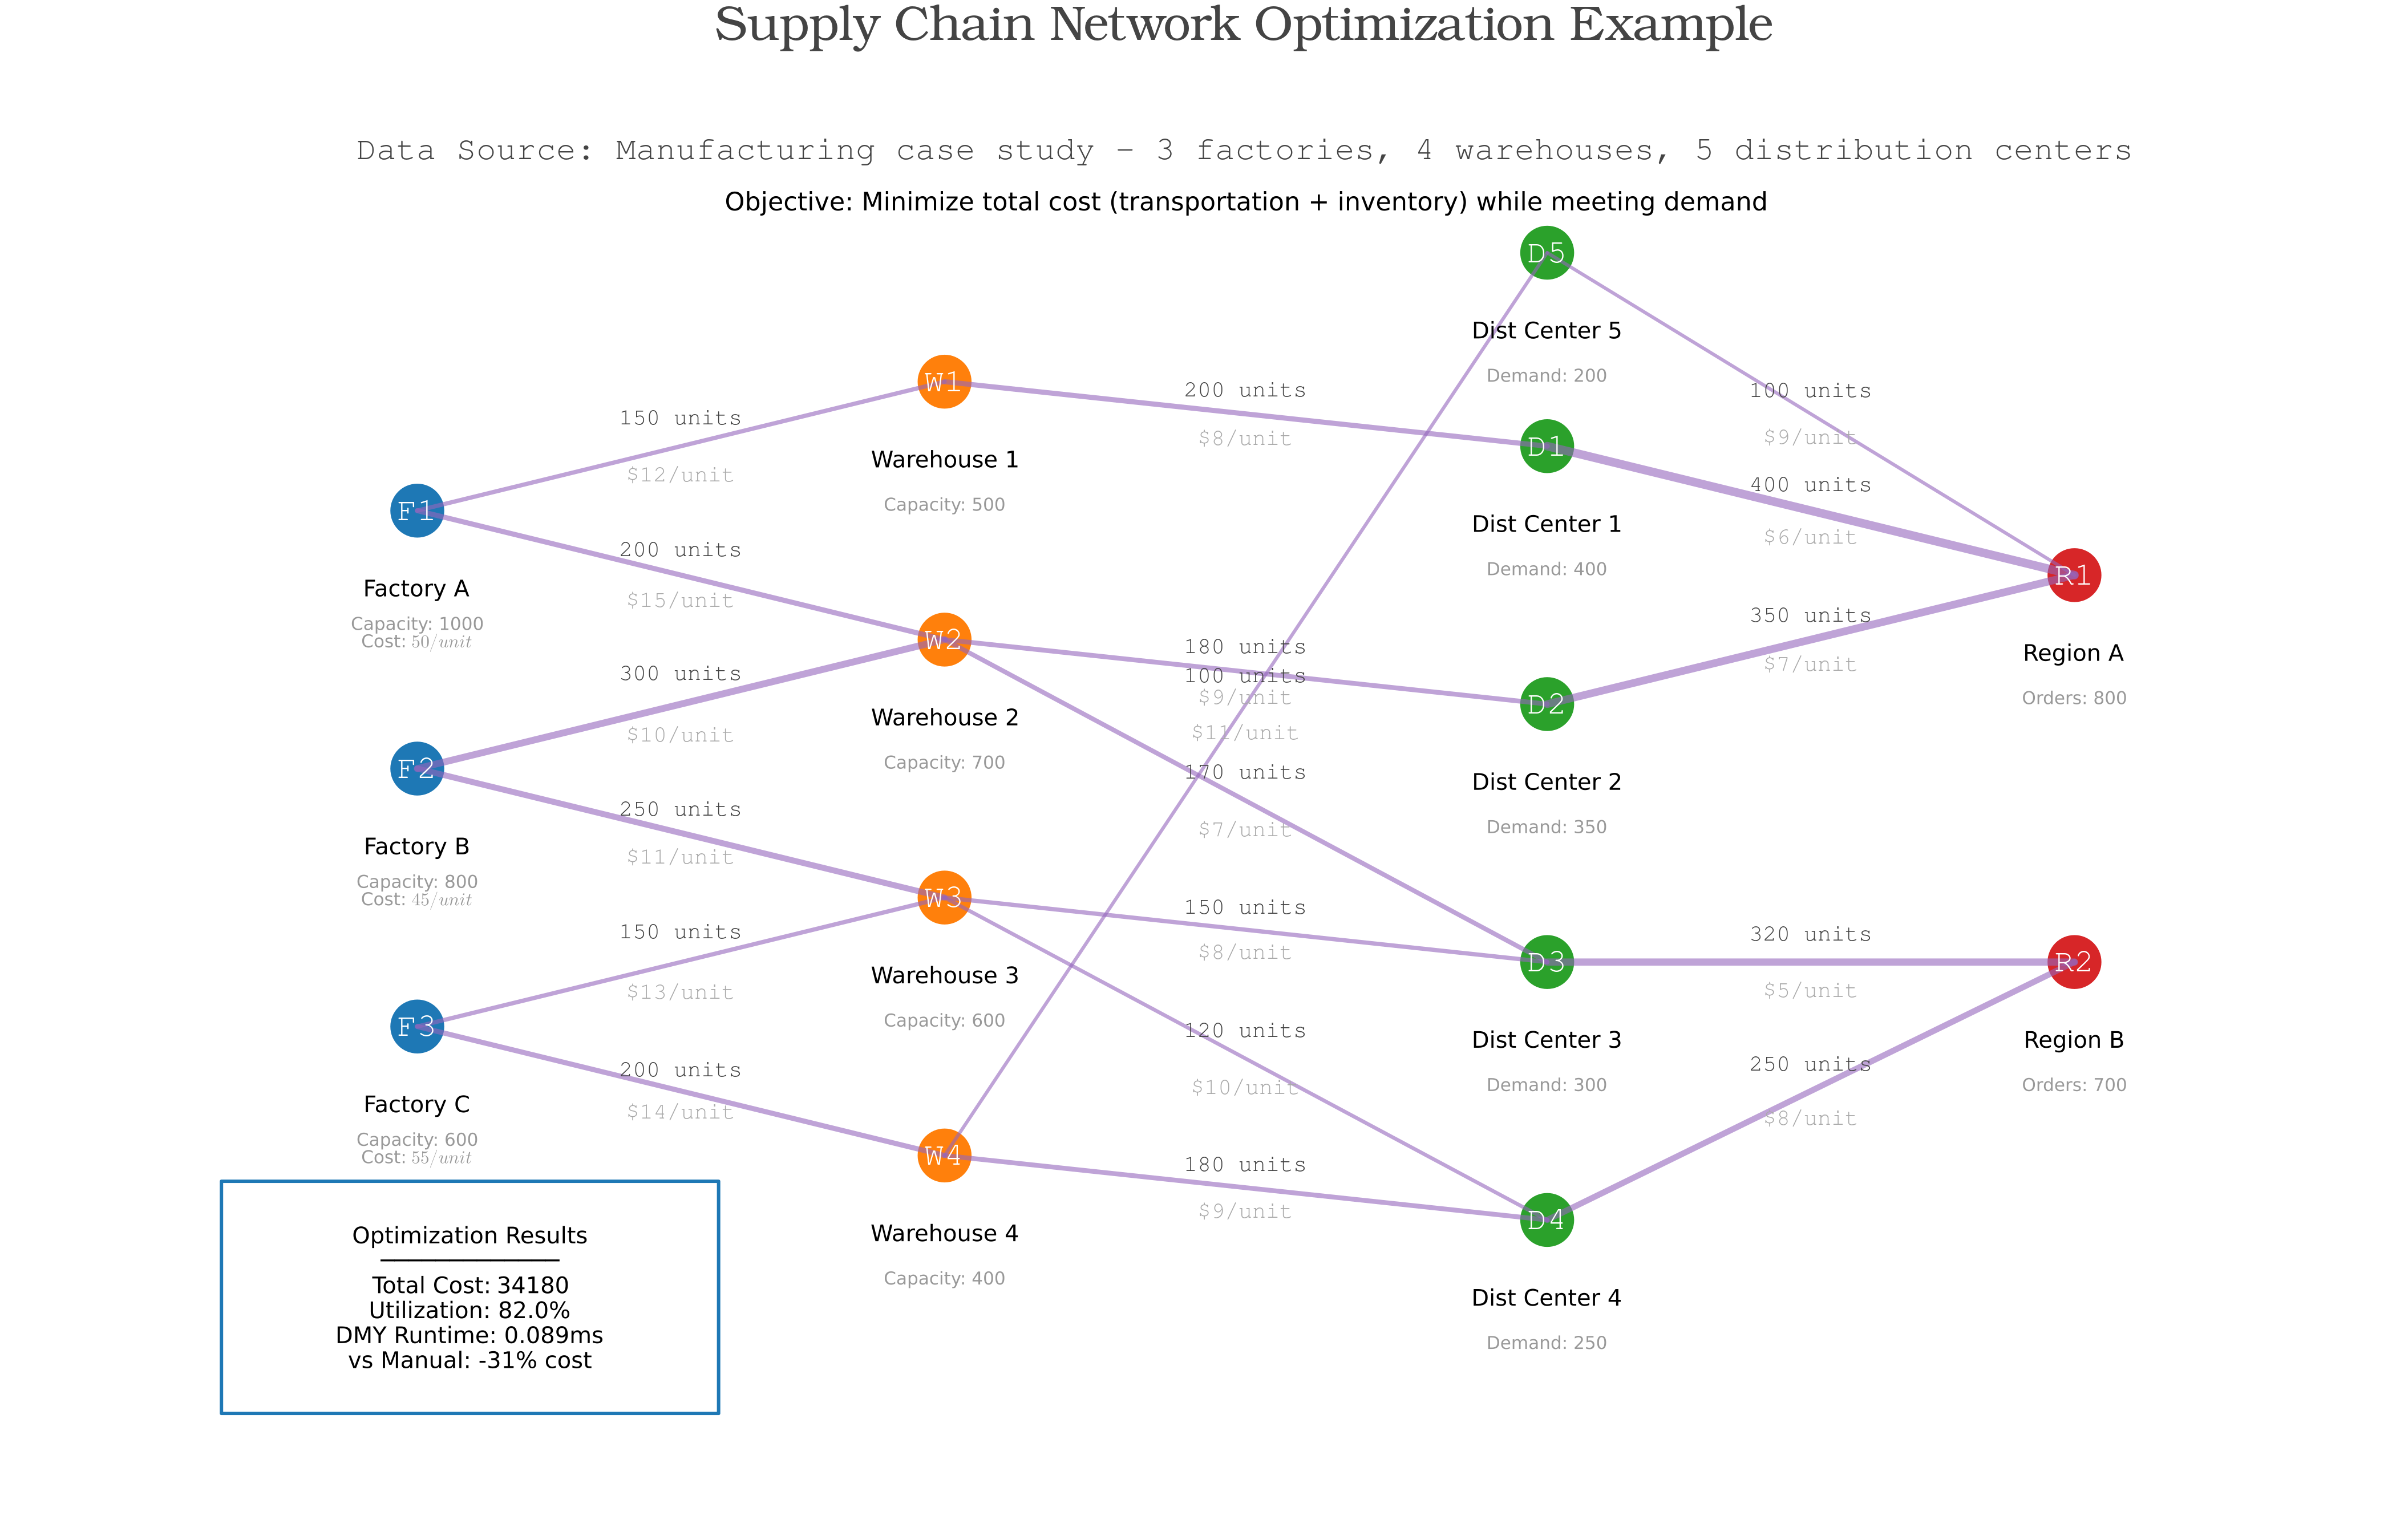 Supply Chain Network Optimization Example
Data Source: Manufacturing case study – 3 factories, 4 warehouses, 5 distribution centers
Objective: Minimize total cost (transportation + inventory) while meeting demand
F1
Factory A
Capacity: 1000
Cost: 50/unit
F2
Factory B
Capacity: 800
Cost: 45/unit
F3
Factory C
Capacity: 600
Cost: 55/unit
150 units
$12/unit
200 units
$15/unit
300 units
$10/unit
250 units
$11/unit
150 units
$13/unit
200 units
$14/unit
W1
Warehouse 1
Capacity: 500
W2
Warehouse 2
Capacity: 700
W3
Warehouse 3
Capacity: 600
W4
Warehouse 4
Capacity: 400
200 units
$8/unit
180 units
100 units
$9/unit
$11/unit
170 units
$7/unit
150 units
$8/unit
120 units
$10/unit
180 units
$9/unit
D5
Dist Center 5
Demand: 200
D1
Dist Center 1
Demand: 400
D2
Dist Center 2
Demand: 350
D3
Dist Center 3
Demand: 300
D4
Dist Center 4
Demand: 250
100 units
$9/unit
400 units
$6/unit
350 units
$7/unit
320 units
$5/unit
250 units
$8/unit
R1
Region A
Orders: 800
R2
Region B
Orders: 700
Optimization Results
Total Cost: 34180
Utilization: 82.0%
DMY Runtime: 0.089ms
vs Manual: -31% cost